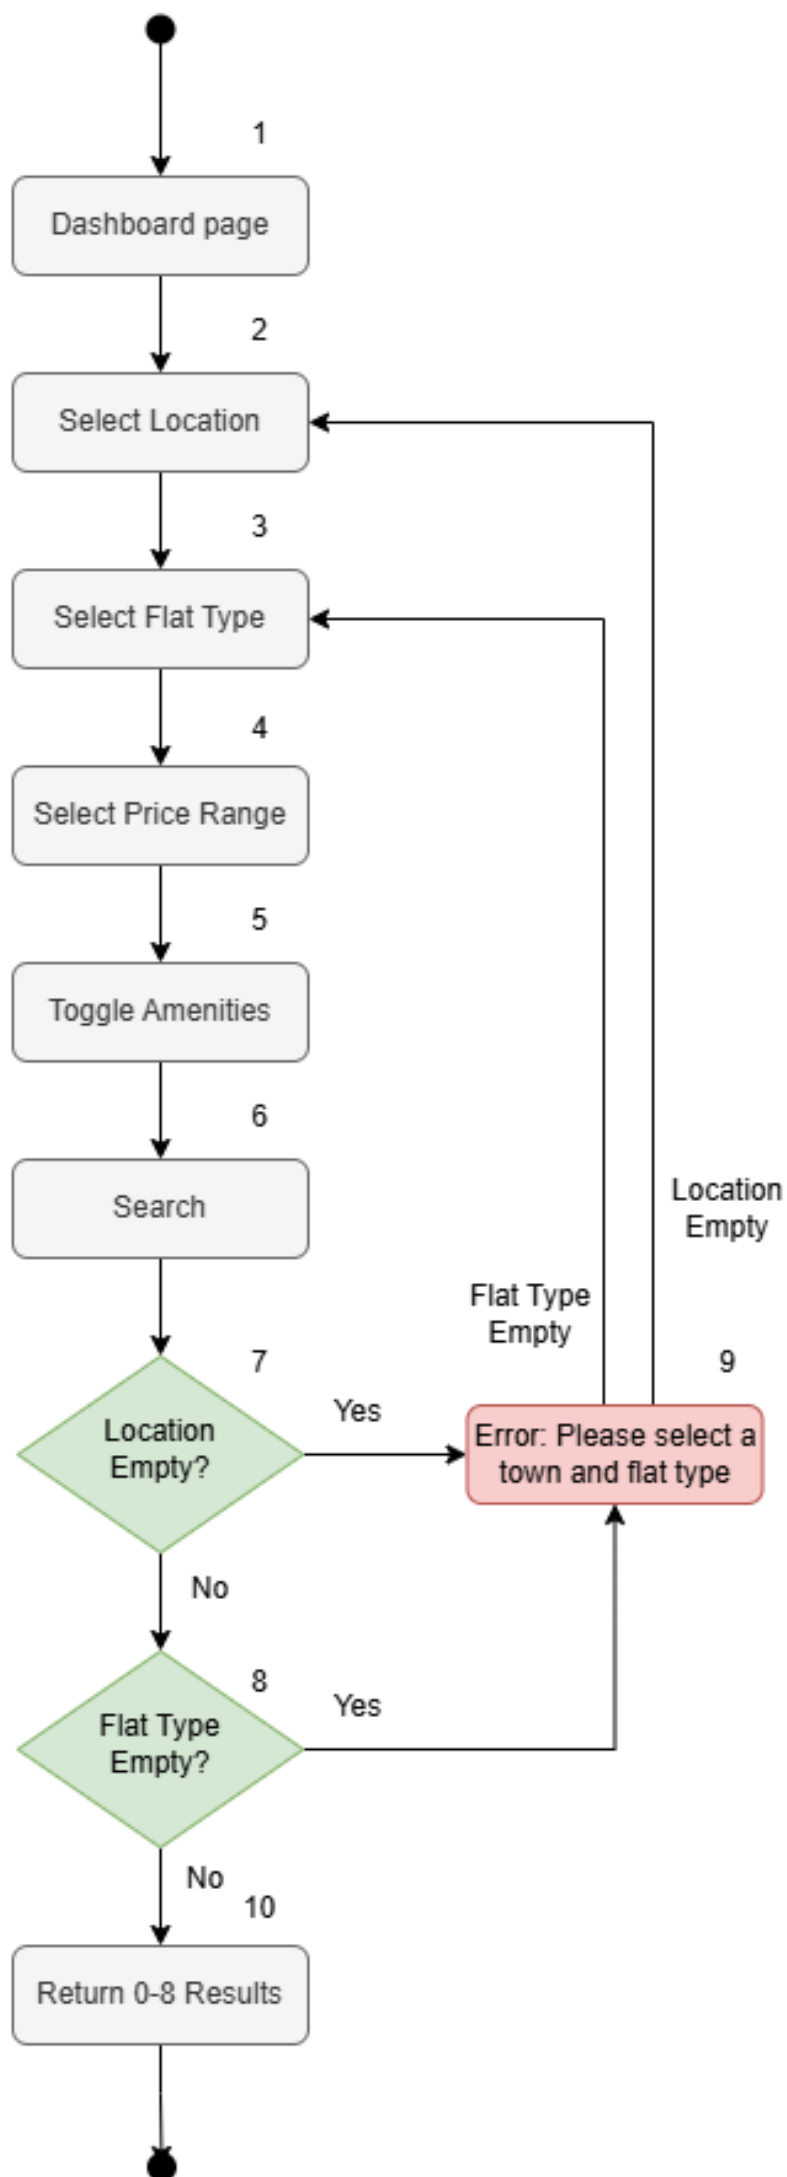 1
Dashboard page
2
Select Location
3
Select Flat Type
4
Select Price Range
5
Toggle Amenities
6
Search
Location
Empty
Flat Type
Empty
7
9
Location
Empty?
Yes
Error: Please select a
town and flat type
No
8
Flat Type
Empty?
Yes
No
10
Return 0-8 Results